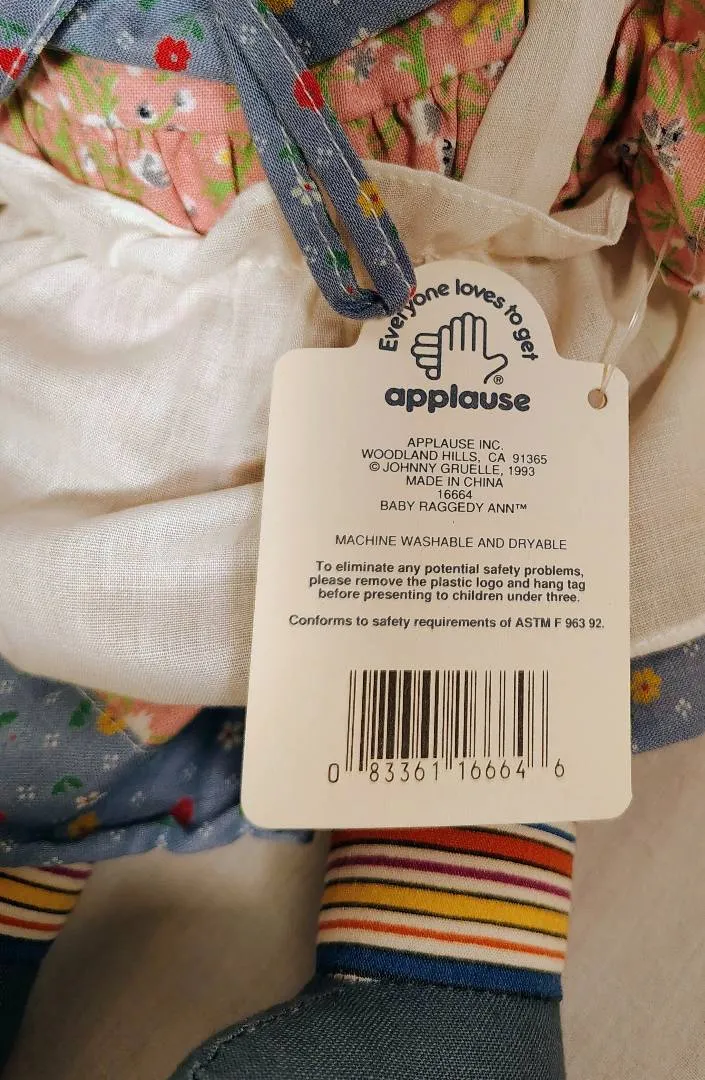 Everyone loves to get
®
applause
APPLAUSE INC.
WOODLAND HILLS, CA 91365
© JOHNNY GRUELLE, 1993
MADE IN CHINA
16664
BABY RAGGEDY ANN™
MACHINE WASHABLE AND DRYABLE
To eliminate any potential safety problems,
please remove the plastic logo and hang tag
before presenting to children under three.
Conforms to safety requirements of ASTM F 963 92.
0 83361 16664 6